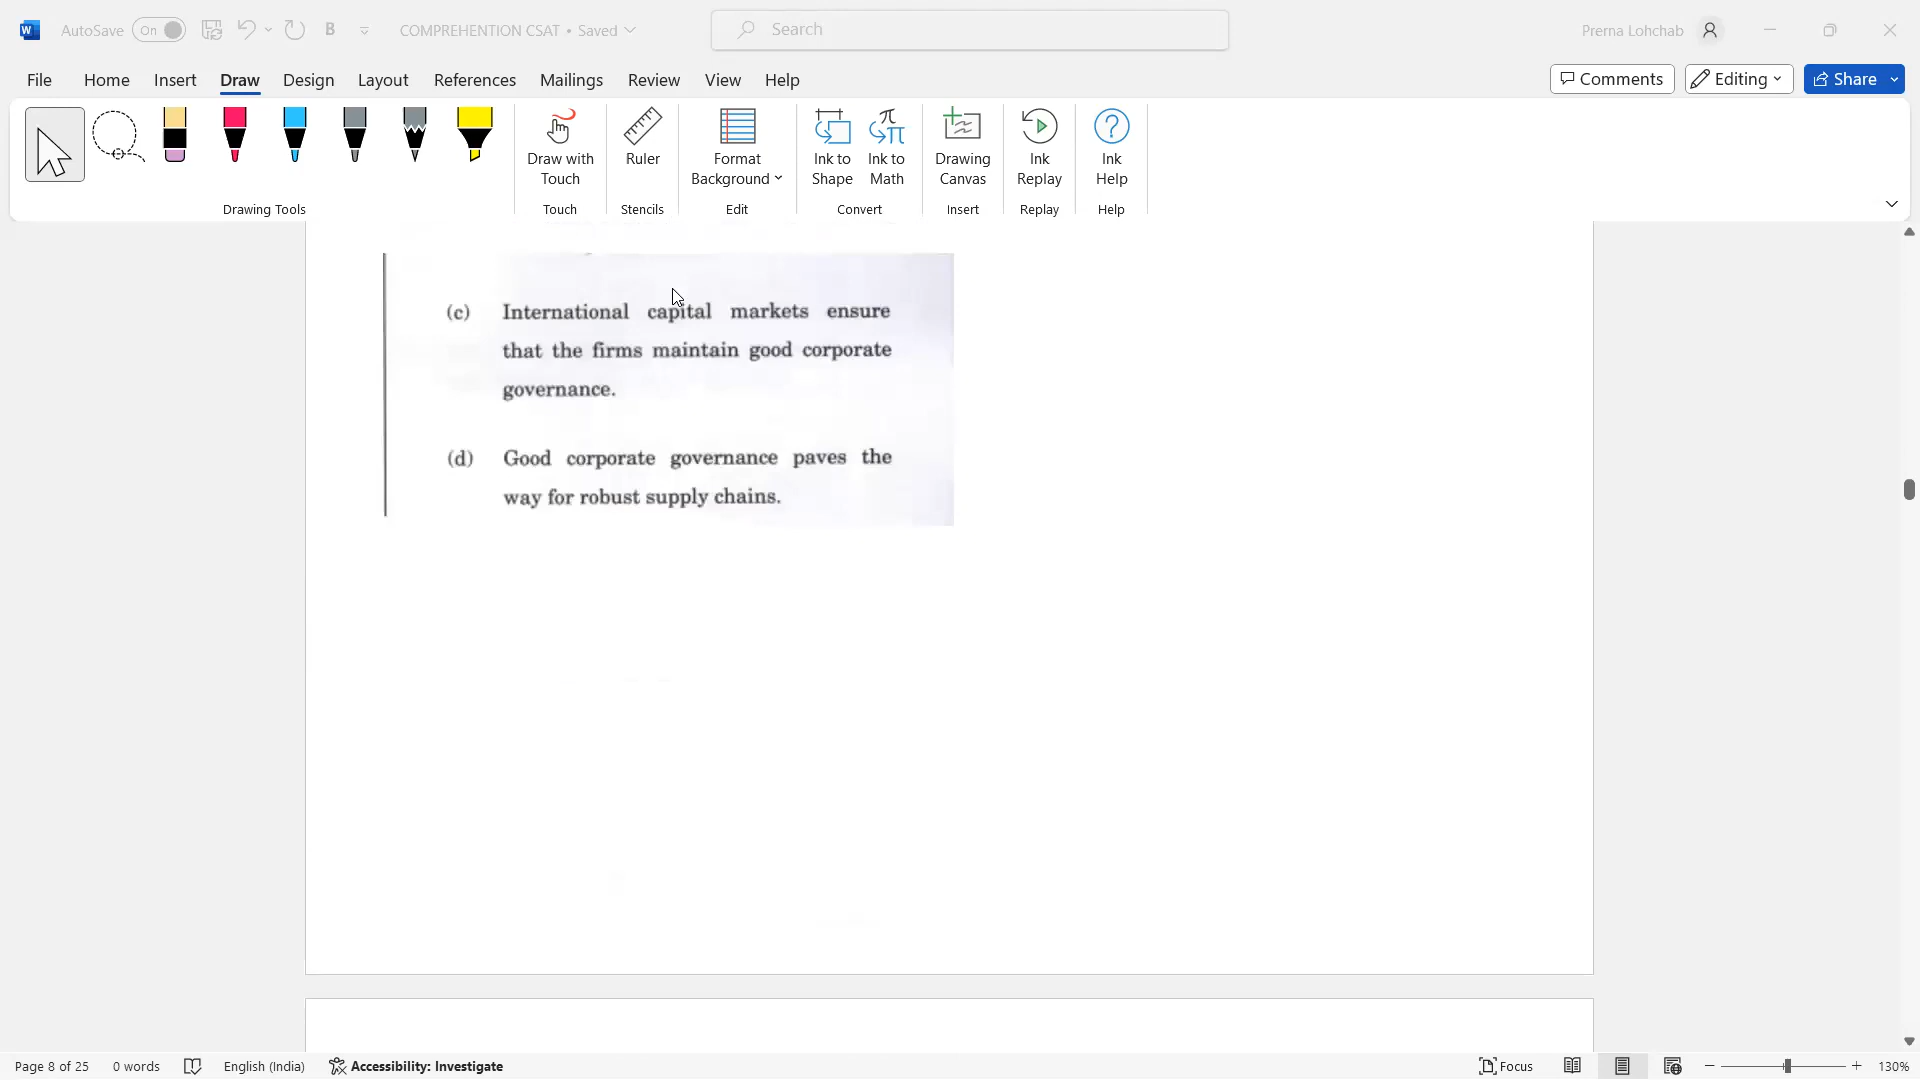 AutoSave On COMPREHENTION CSAT • Saved Search Prerna Lohchab
File Home Insert Draw Design Layout References Mailings Review View Help Comments Editing Share
Draw with Touch
Ruler
Format Background
Ink to Shape
Ink to Math
Drawing Canvas
Ink Replay
Ink Help
Drawing Tools Touch Stencils Edit Convert Insert Replay Help
(c) International capital markets ensure
that the firms maintain good corporate
governance.
(d) Good corporate governance paves the
way for robust supply chains.
Page 8 of 25 0 words English (India) Accessibility: Investigate Focus 130%